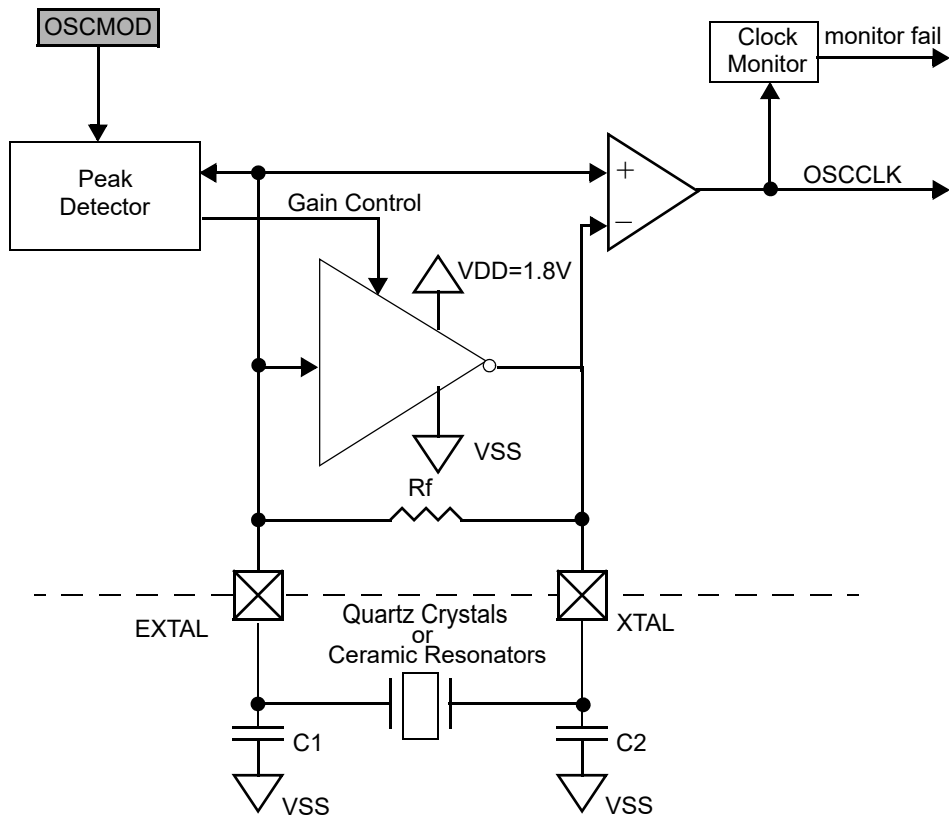 OSCMOD
Clock
Monitor
monitor fail
Peak
Detector
+
−
OSCCLK
Gain Control
VDD=1.8V
VSS
Rf
EXTAL
Quartz Crystals
or
Ceramic Resonators
XTAL
C1
C2
VSS
VSS